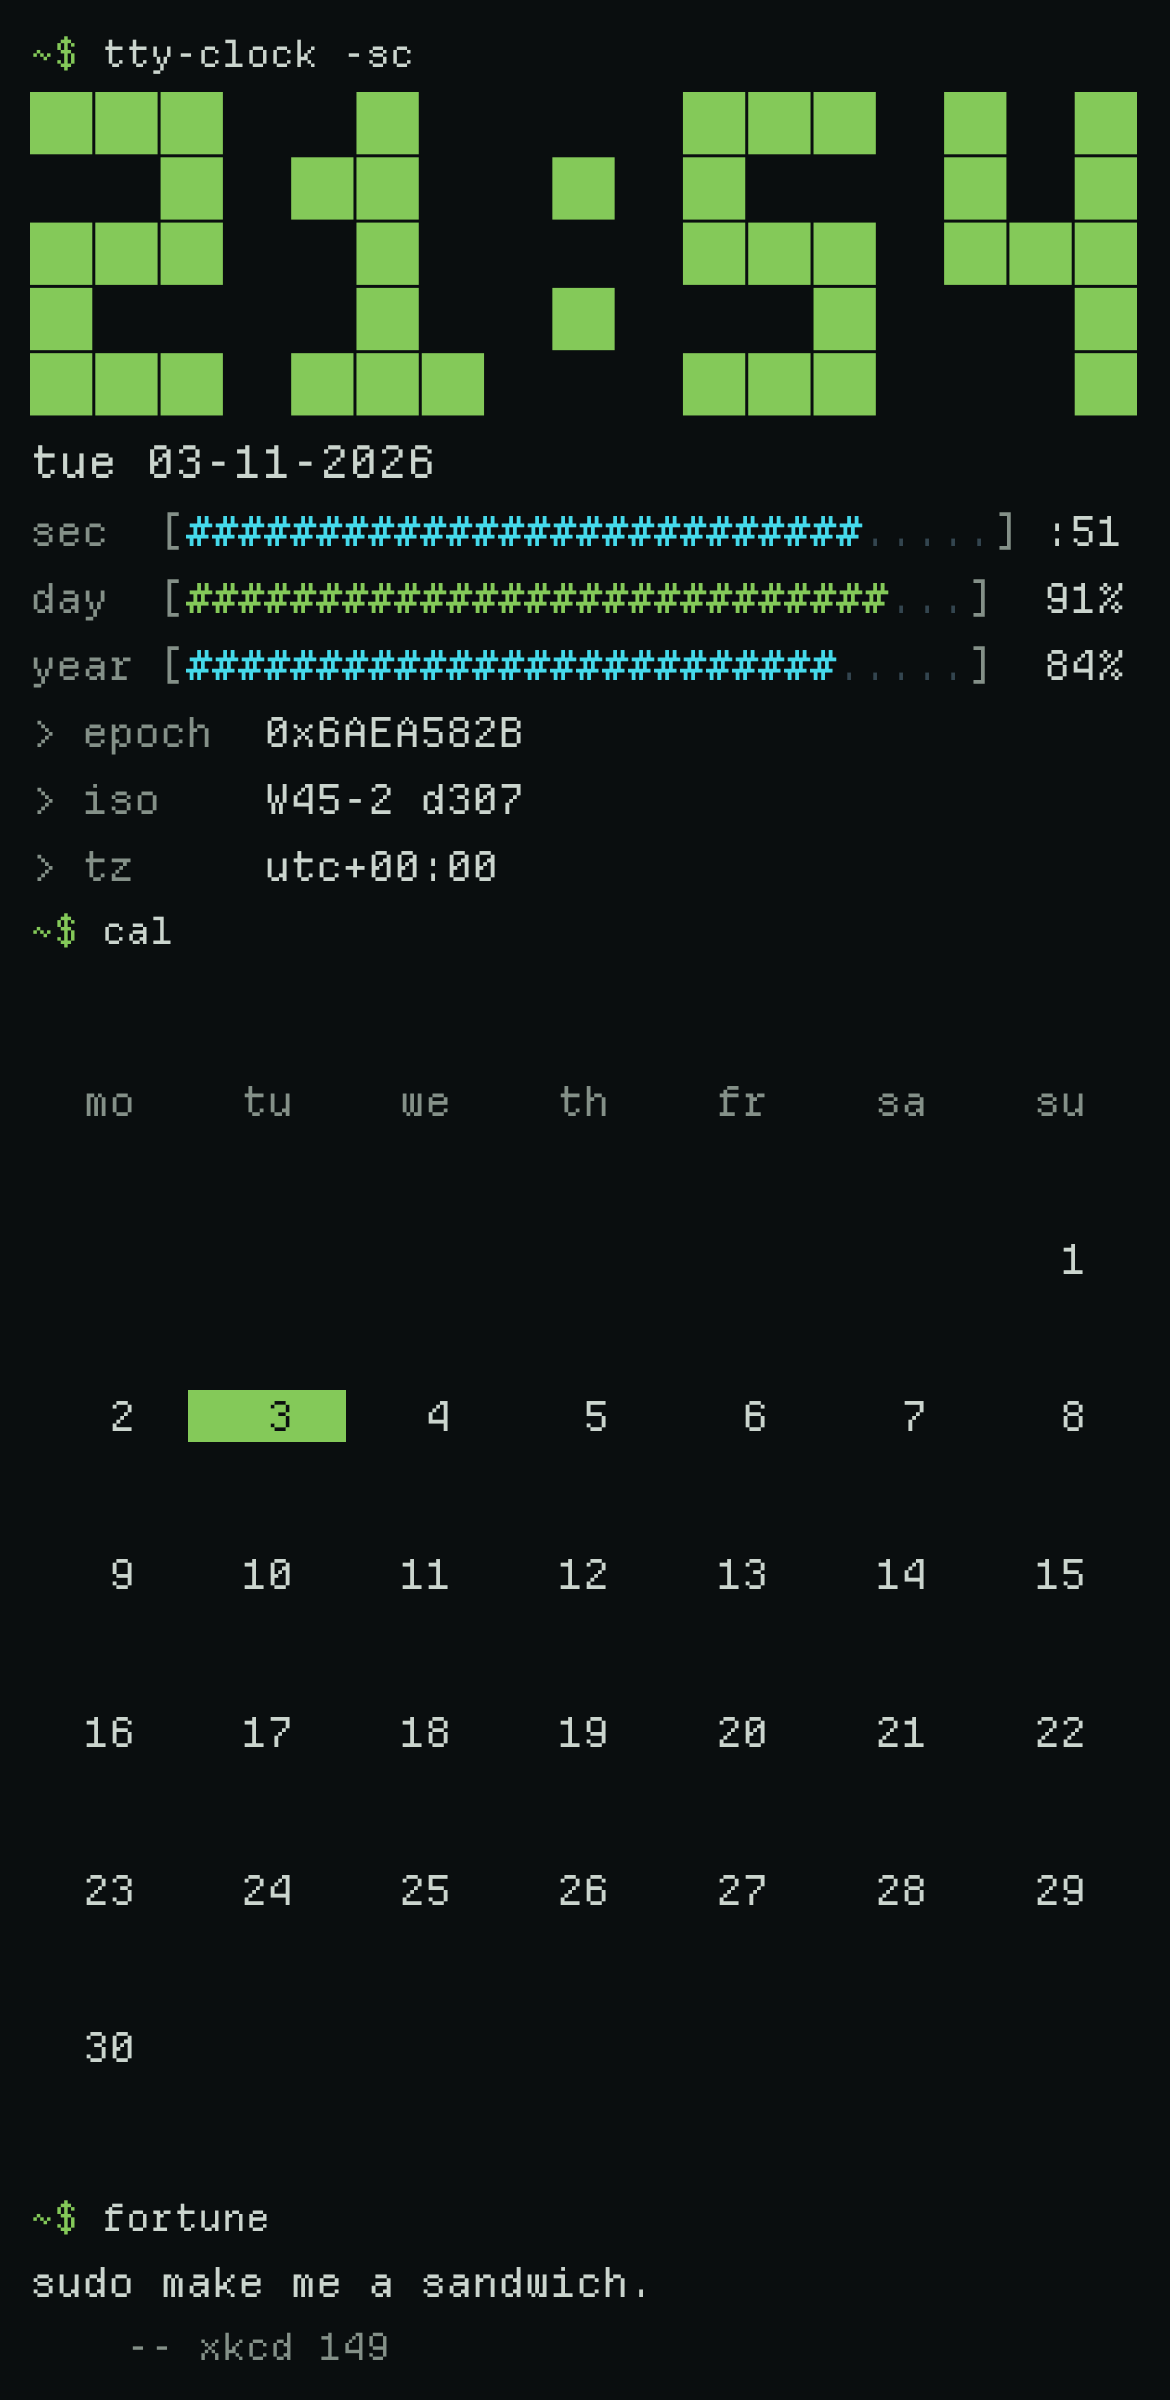 ~$ tty-clock -sc
21:54
tue 03-11-2026
sec [##########################.....] :51
day [###########################...] 91%
year [#########################.....] 84%
> epoch 0x6AEA582B
> iso W45-2 d307
> tz utc+00:00
~$ cal
mo tu we th fr sa su
1
2 3 4 5 6 7 8
9 10 11 12 13 14 15
16 17 18 19 20 21 22
23 24 25 26 27 28 29
30
~$ fortune
sudo make me a sandwich.
-- xkcd 149